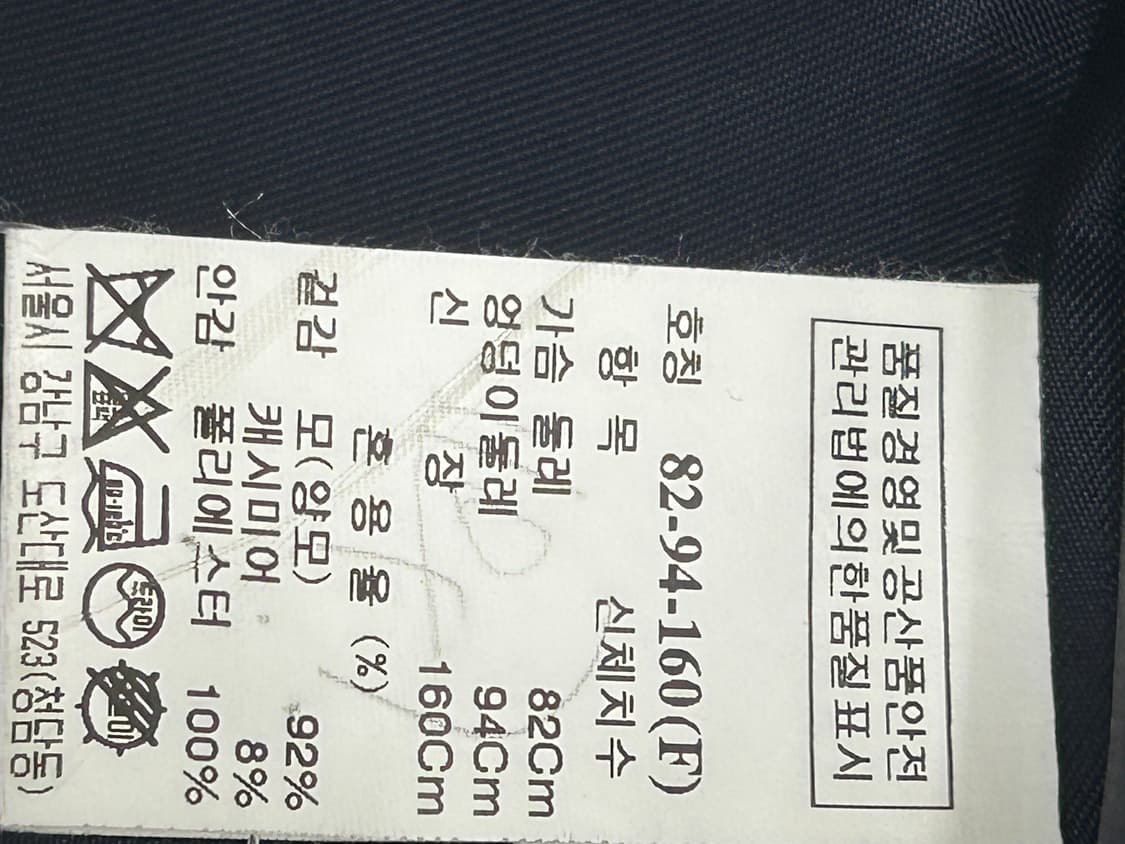 품질경영및공산품안전
관리법에의한품질 표시
호칭 82-94-160(F)
항 목 신체치수
가슴 둘레 82Cm
엉덩이둘레 94Cm
신 장 160Cm
혼 용 율 (%)
겉감 모(양모) 92%
캐시미어 8%
안감 폴리에스터 100%
드라이
서울시 강남구 도산대로 523(청담동)